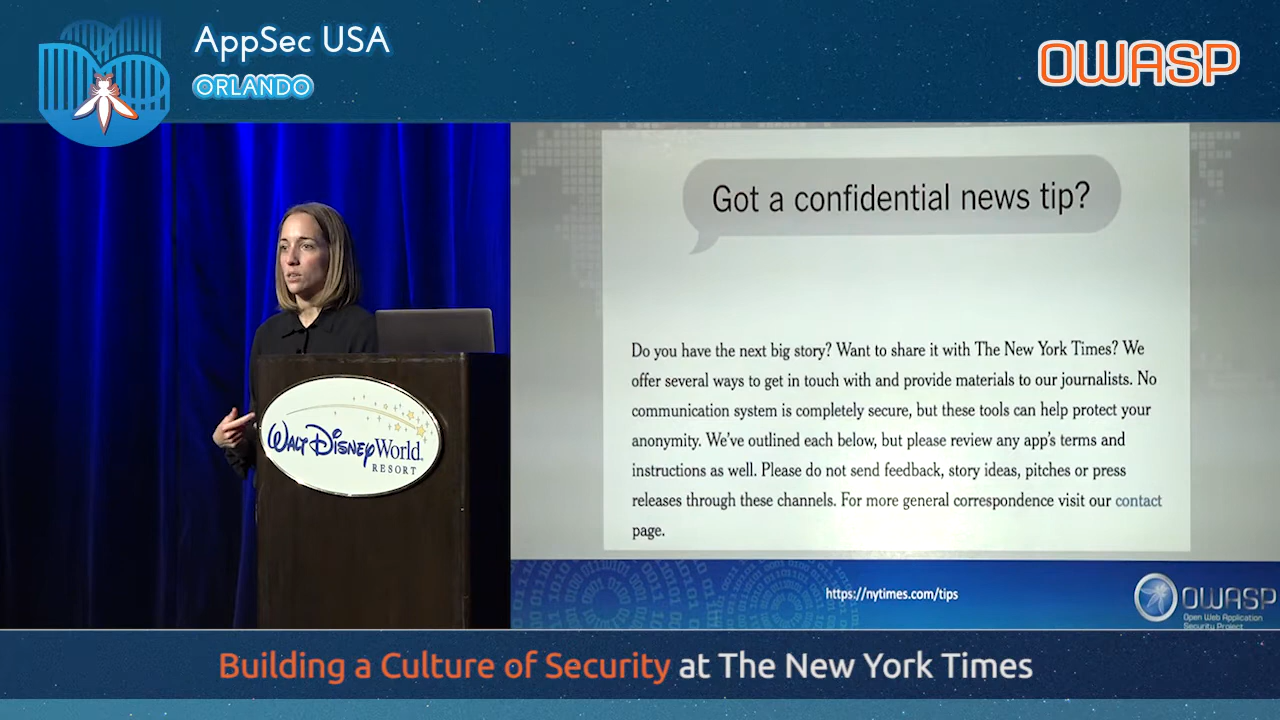 AppSec USA
ORLANDO
OWASP
Got a confidential news tip?
Do you have the next big story? Want to share it with The New York Times? We
offer several ways to get in touch with and provide materials to our journalists. No
communication system is completely secure, but these tools can help protect your
anonymity. We've outlined each below, but please review any app's terms and
instructions as well. Please do not send feedback, story ideas, pitches or press
releases through these channels. For more general correspondence visit our contact
page.
WALT DISNEY World.
RESORT
https://nytimes.com/tips
OWASP
Open Web Application
Security Project
Building a Culture of Security at The New York Times